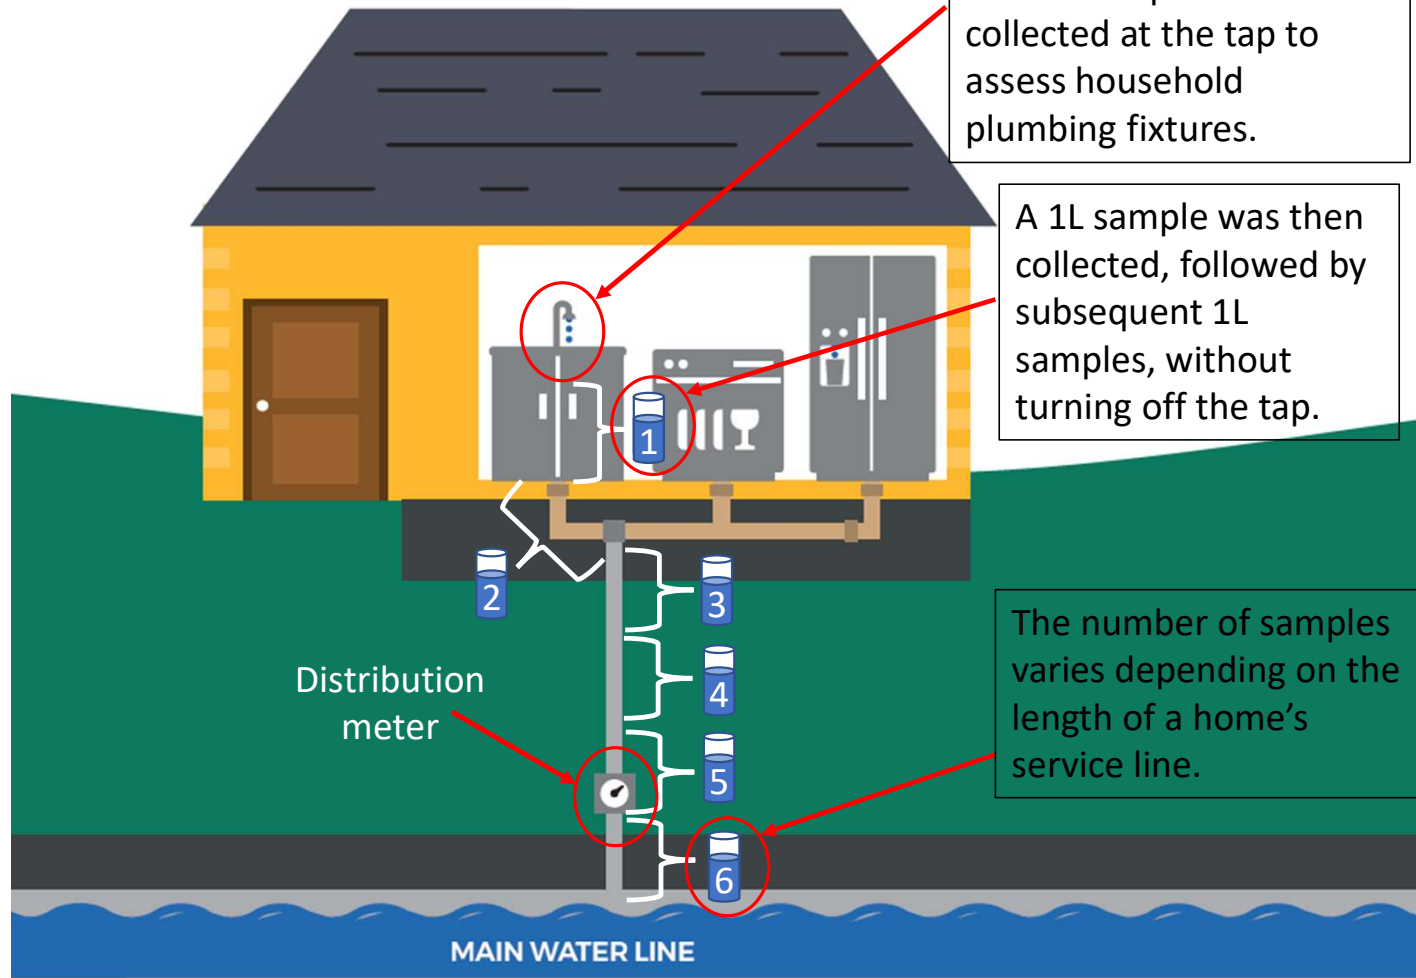 collected at the tap to
assess household
plumbing fixtures.
A 1L sample was then
collected, followed by
subsequent 1L
samples, without
turning off the tap.
1
2
3
4
5
6
Distribution
meter
The number of samples
varies depending on the
length of a home’s
service line.
MAIN WATER LINE